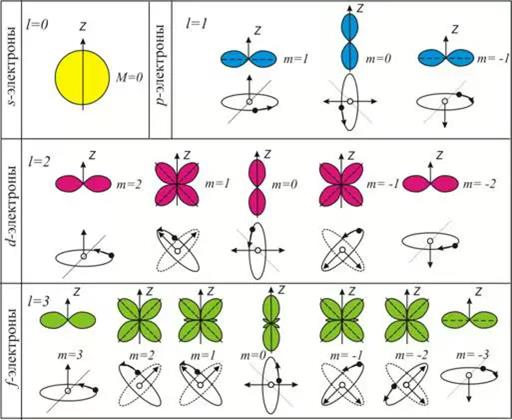 s-электроны
l=0
Z
M=0
p-электроны
l=1
Z
m=1
Z
m=0
Z
m= -1
d-электроны
l=2
Z
m=2
Z
m=1
Z
m=0
Z
m= -1
Z
m= -2
f-электроны
l=3
Z
Z
Z
Z
Z
Z
Z
m=3
m=2
m=1
m=0
m= -1
m= -2
m= -3